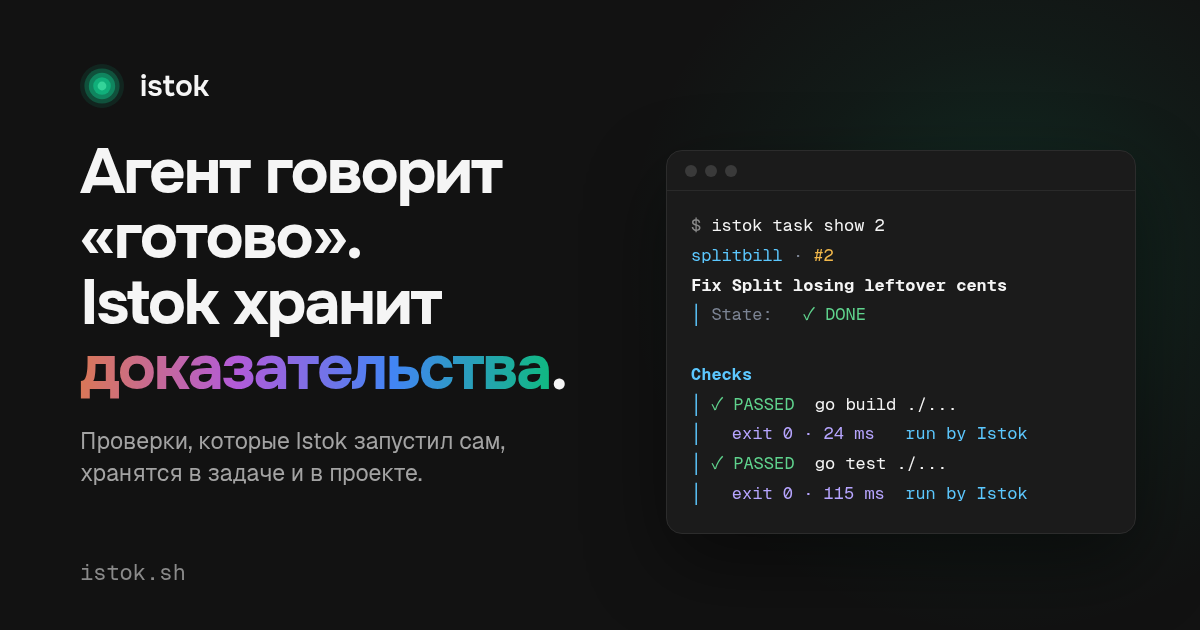 istok
Агент говорит
«готово».
Istok хранит
доказательства.
Проверки, которые Istok запустил сам,
хранятся в задаче и в проекте.
istok.sh
$ istok task show 2
splitbill · #2
Fix Split losing leftover cents
│ State: ✓ DONE
Checks
│ ✓ PASSED go build ./...
│ exit 0 · 24 ms run by Istok
│ ✓ PASSED go test ./...
│ exit 0 · 115 ms run by Istok